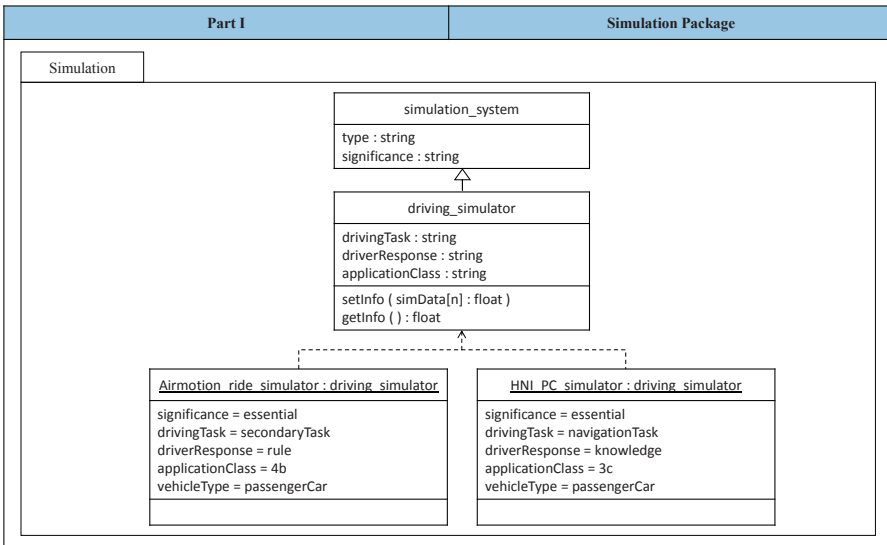 Part I
Simulation Package
Simulation
simulation_system
type : string
significance : string
driving_simulator
drivingTask : string
driverResponse : string
applicationClass : string
setInfo ( simData[n] : float )
getInfo ( ) : float
Airmotion_ride_simulator : driving_simulator
significance = essential
drivingTask = secondaryTask
driverResponse = rule
applicationClass = 4b
vehicleType = passengerCar
HNI_PC_simulator : driving_simulator
significance = essential
drivingTask = navigationTask
driverResponse = knowledge
applicationClass = 3c
vehicleType = passengerCar